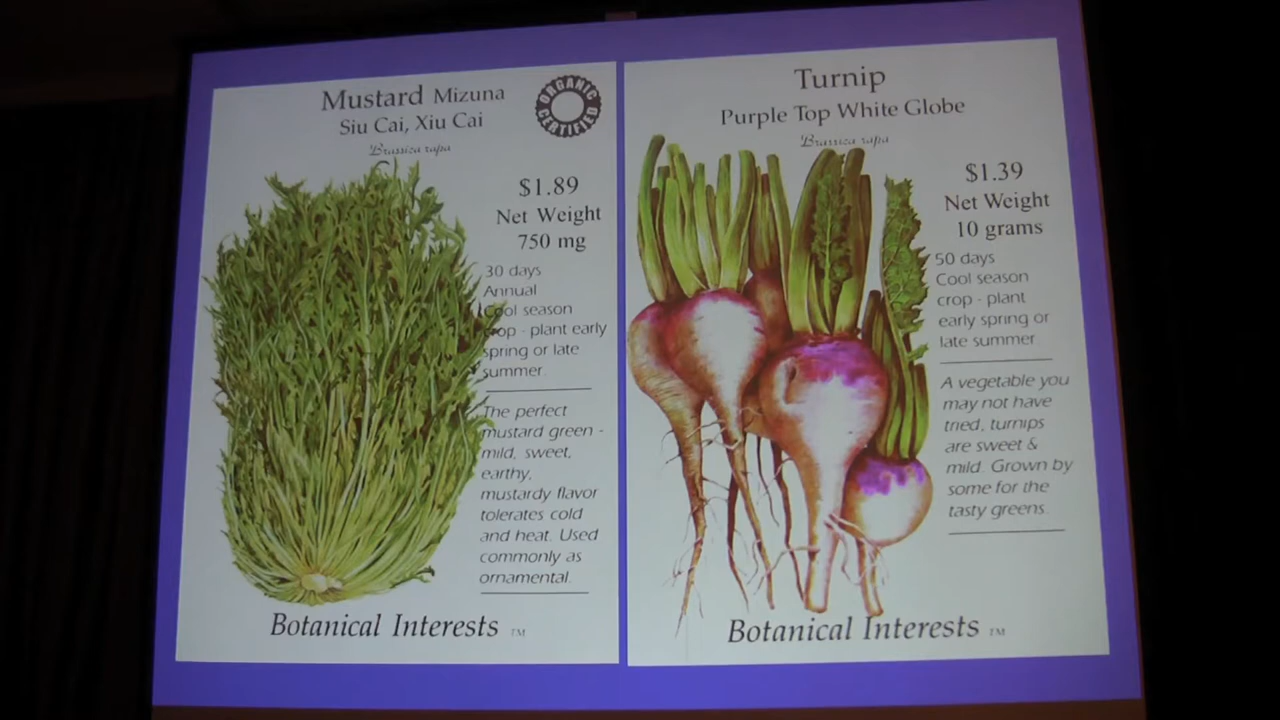 Mustard Mizuna
Siu Cai, Xiu Cai
Brassica rapa
ORGANIC
CERTIFIED
$1.89
Net Weight
750 mg
30 days
Annual
Cool season
crop - plant early
spring or late
summer.
The perfect
mustard green -
mild, sweet,
earthy,
mustardy flavor
tolerates cold
and heat. Used
commonly as
ornamental.
Botanical Interests TM
Turnip
Purple Top White Globe
Brassica rapa
$1.39
Net Weight
10 grams
50 days
Cool season
crop - plant
early spring or
late summer.
A vegetable you
may not have
tried, turnips
are sweet &
mild. Grown by
some for the
tasty greens.
Botanical Interests TM